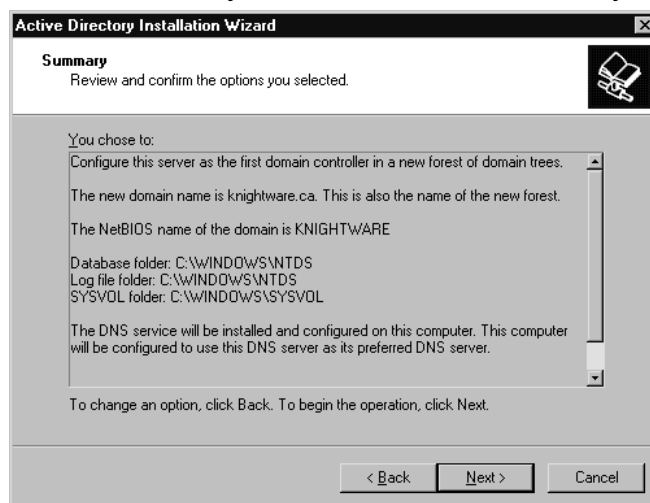 Active Directory Installation Wizard
Summary
Review and confirm the options you selected.
You chose to:
Configure this server as the first domain controller in a new forest of domain trees.
The new domain name is knightware.ca. This is also the name of the new forest.
The NetBIOS name of the domain is KNIGHTWARE
Database folder: C:\WINDOWS\NTDS
Log file folder: C:\WINDOWS\NTDS
SYSVOL folder: C:\WINDOWS\SYSVOL
The DNS service will be installed and configured on this computer. This computer
will be configured to use this DNS server as its preferred DNS server.
To change an option, click Back. To begin the operation, click Next.
< Back Next > Cancel